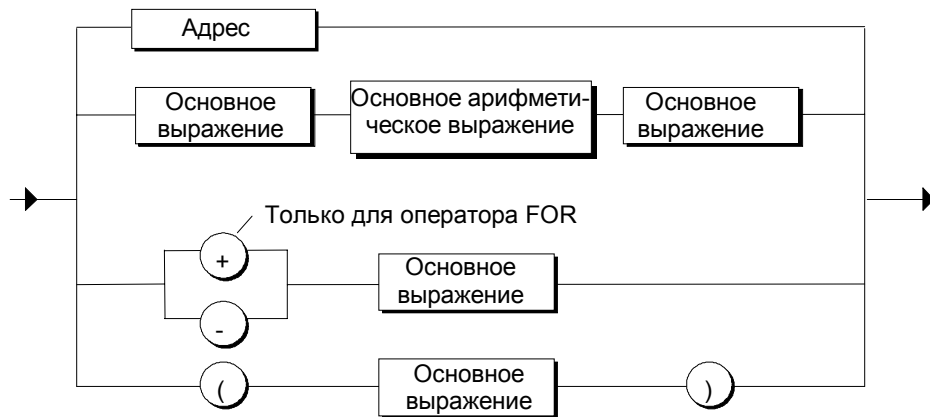 Адрес
Основное
выражение
Основное арифмети-
ческое выражение
Основное
выражение
Только для оператора FOR
+
Основное
выражение
-
(
Основное
выражение
)